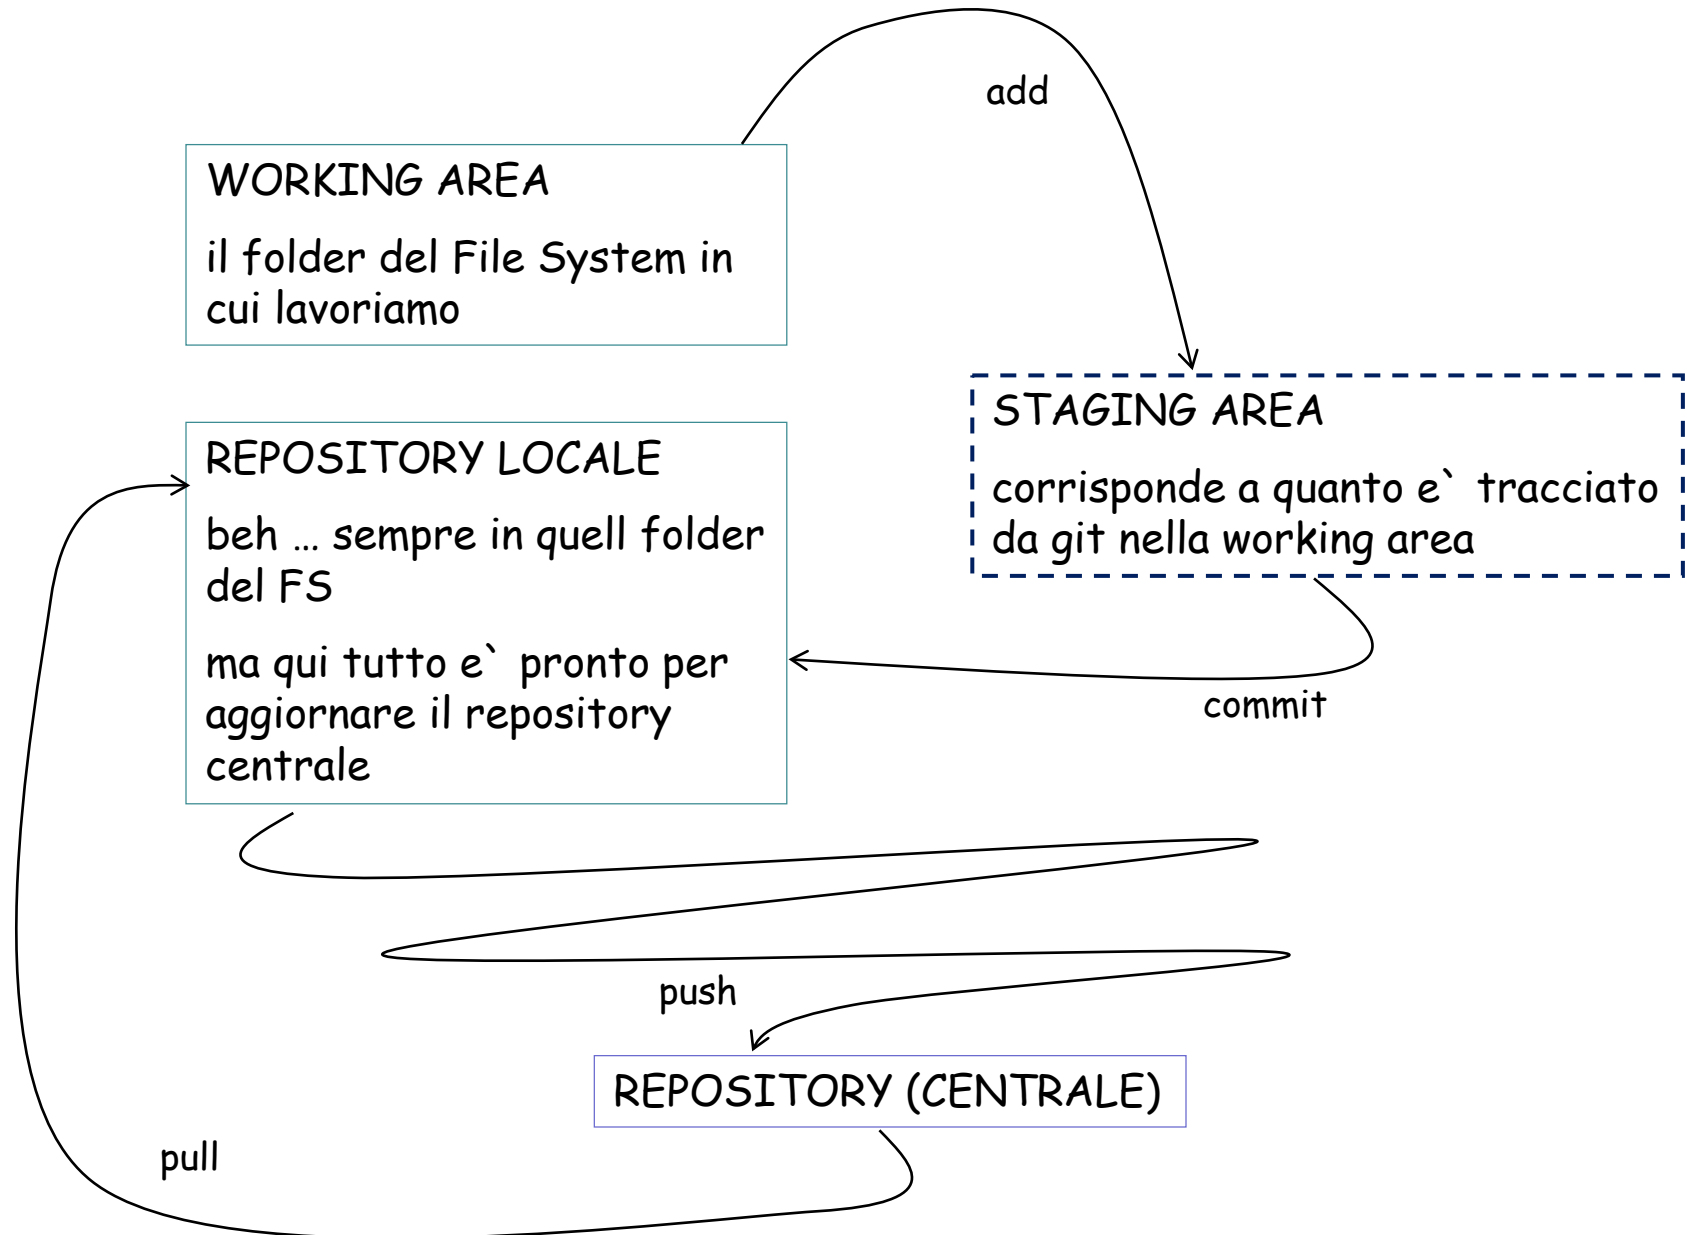 add
WORKING AREA
il folder del File System in
cui lavoriamo
STAGING AREA
corrisponde a quanto e` tracciato
da git nella working area
REPOSITORY LOCALE
beh … sempre in quell folder
del FS
ma qui tutto e` pronto per
aggiornare il repository
centrale
commit
push
REPOSITORY (CENTRALE)
pull